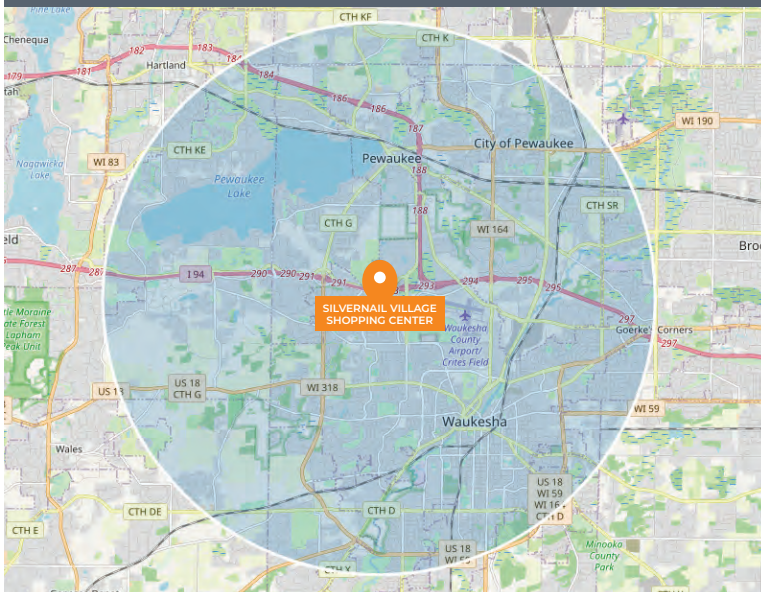 Pine Lake
CTH KF
Chenequa
CTH K
182
183
184
Hartland
184
181
179
186
186
187
WI 190
City of Pewaukee
CTH KE
Pewaukee
WI 83
Nagawicka
Lake
188
Pewaukee
Lake
188
CTH SR
CTH G
WI 164
I 94
287
290
290
291
291
293
294
295
295
SILVERNAIL VILLAGE
SHOPPING CENTER
Waukesha
County
Airport/
Crites Field
297
Goerke's Corners
297
US 18
CTH G
WI 318
WI 59
Waukesha
Wales
US 18
WI 59
CTH D
CTH D
CTH DE
CTH E
US 18
Minooka
County
Park
CTH X